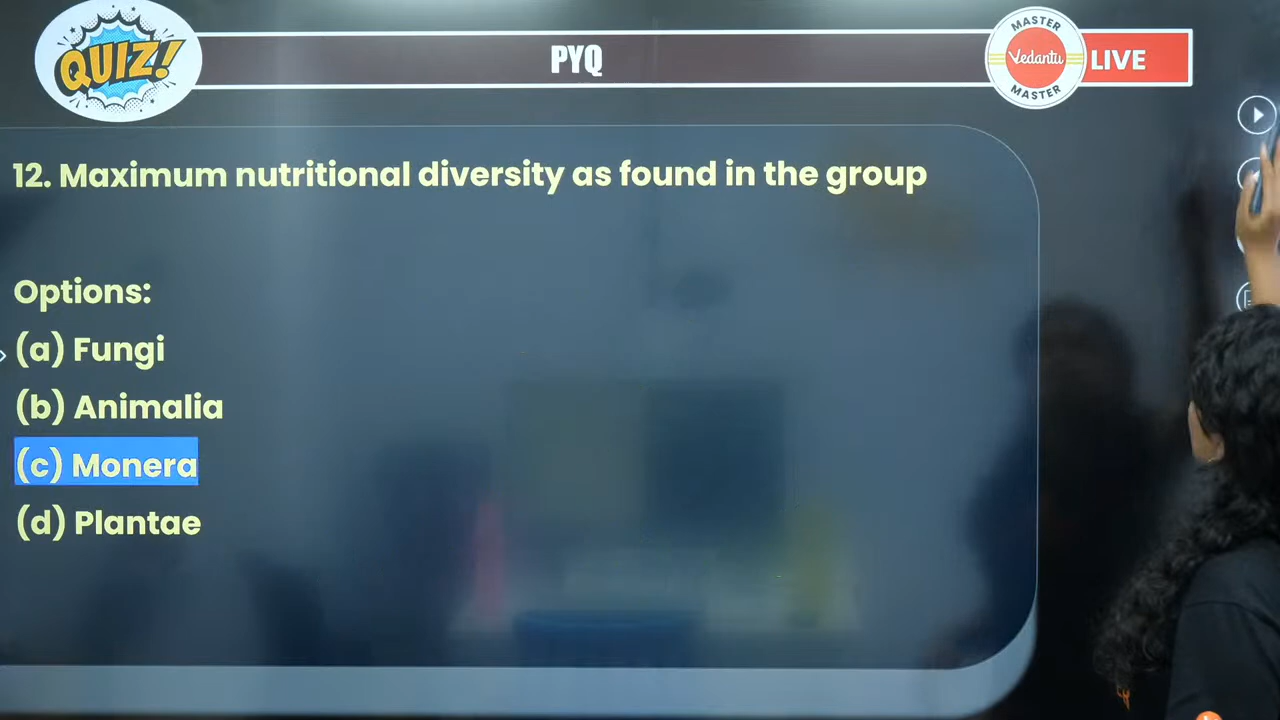 QUIZ!
PYQ
MASTER
Vedantu
MASTER
LIVE
12. Maximum nutritional diversity as found in the group
Options:
(a) Fungi
(b) Animalia
(c) Monera
(d) Plantae